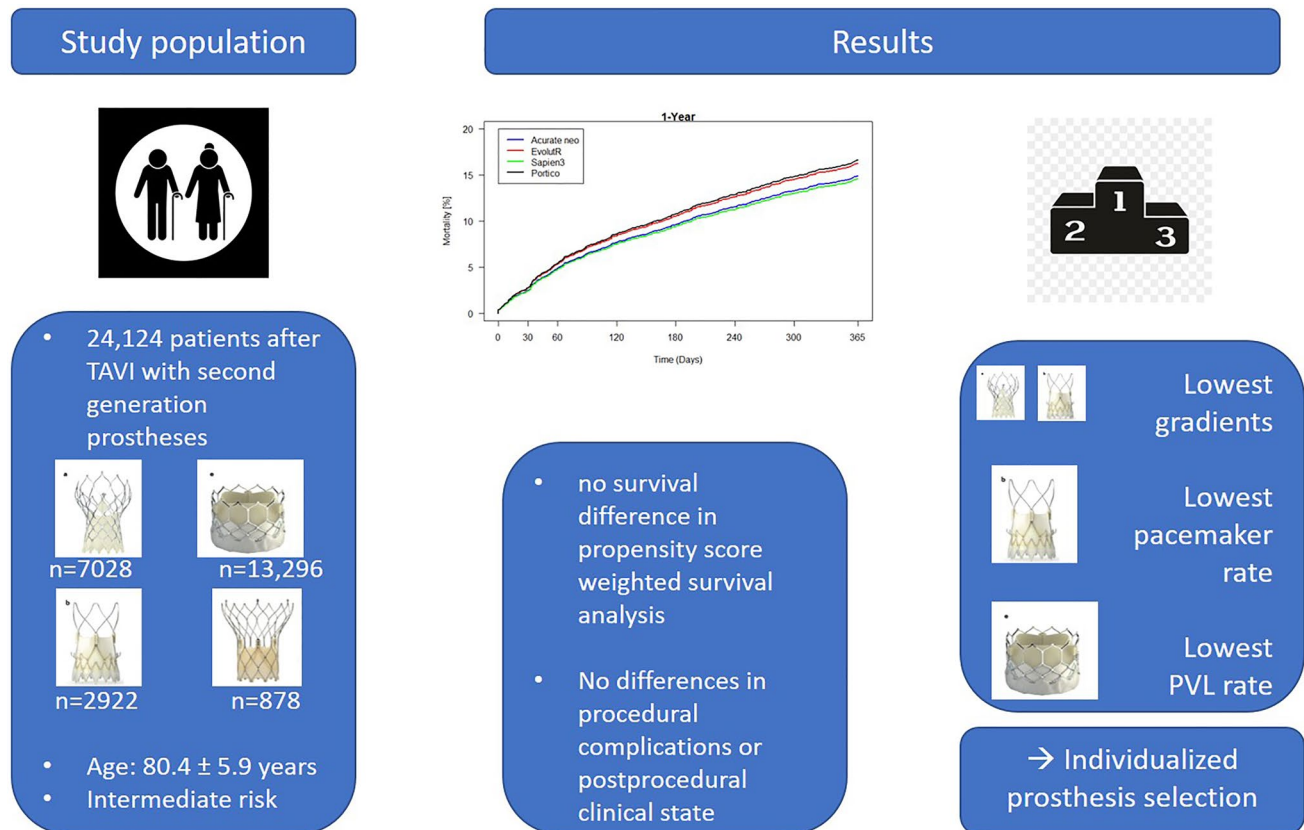 Study population
Results
1-Year
Acurate neo
EvolutR
Sapien3
Portico
Mortality [%]
20
15
10
5
0
0 30 60 120 180 240 300 365
Time (Days)
1
2
3
• 24,124 patients after
TAVI with second
generation
prostheses
a
e
n=7028 n=13,296
b
n=2922 n=878
• Age: 80.4 ± 5.9 years
• Intermediate risk
• no survival
difference in
propensity score
weighted survival
analysis
• No differences in
procedural
complications or
postprocedural
clinical state
a
b
Lowest
gradients
b
Lowest
pacemaker
rate
e
Lowest
PVL rate
→ Individualized
prosthesis selection